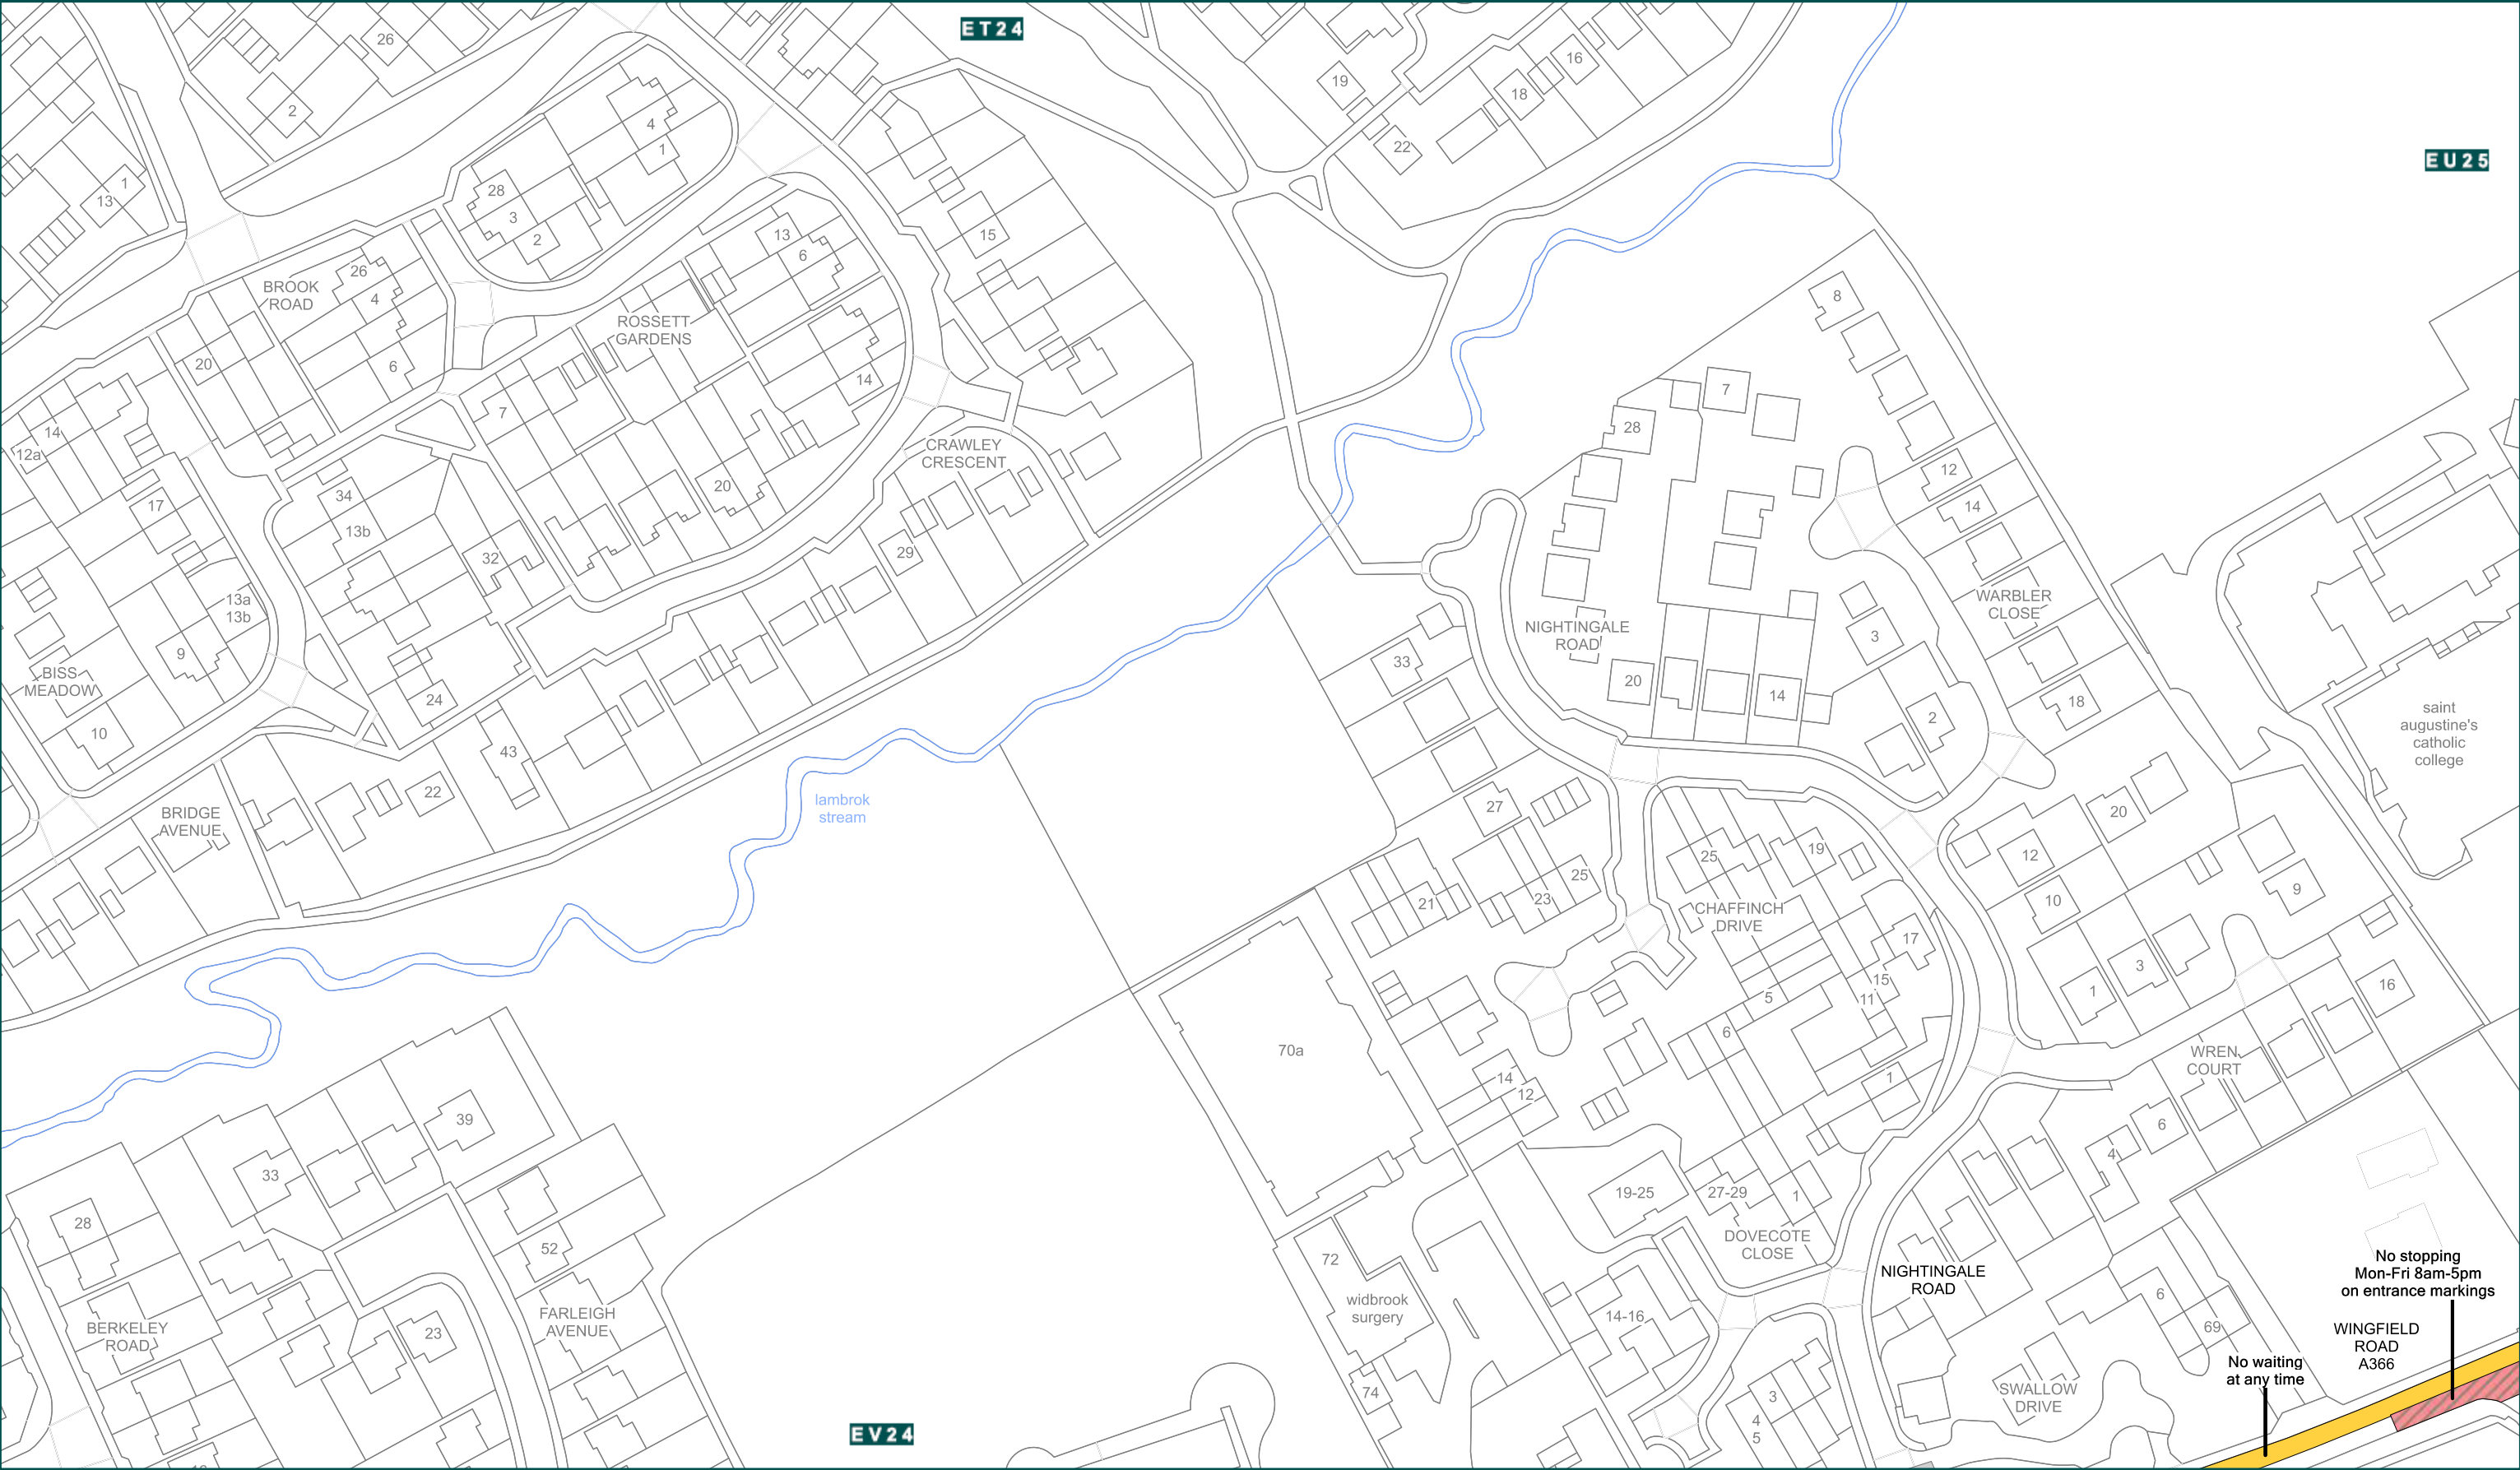 ET24
26
2
19
16
18
22
4
1
EU25
1
13
28
3
2
15
13
6
26
4
BROOK
ROAD
8
ROSSETT
GARDENS
20
6
14
7
7
28
14
12a
CRAWLEY
CRESCENT
12
17
34
20
14
13b
29
32
13a
13b
WARBLER
CLOSE
NIGHTINGALE
ROAD
3
9
33
BISS
MEADOW
20
14
24
18
2
10
43
saint
augustine's
catholic
college
22
27
lambrok
stream
BRIDGE
AVENUE
20
25
19
12
25
21
23
9
10
CHAFFINCH
DRIVE
17
3
15
5
11
1
16
6
70a
WREN
COURT
14
12
1
39
6
4
33
19-25
27-29
1
28
52
DOVECOTE
CLOSE
72
NIGHTINGALE
ROAD
No stopping
Mon-Fri 8am-5pm
on entrance markings
6
widbrook
surgery
14-16
FARLEIGH
AVENUE
BERKELEY
ROAD
23
69
WINGFIELD
ROAD
A366
No waiting
at any time
74
3
SWALLOW
DRIVE
4
5
EV24